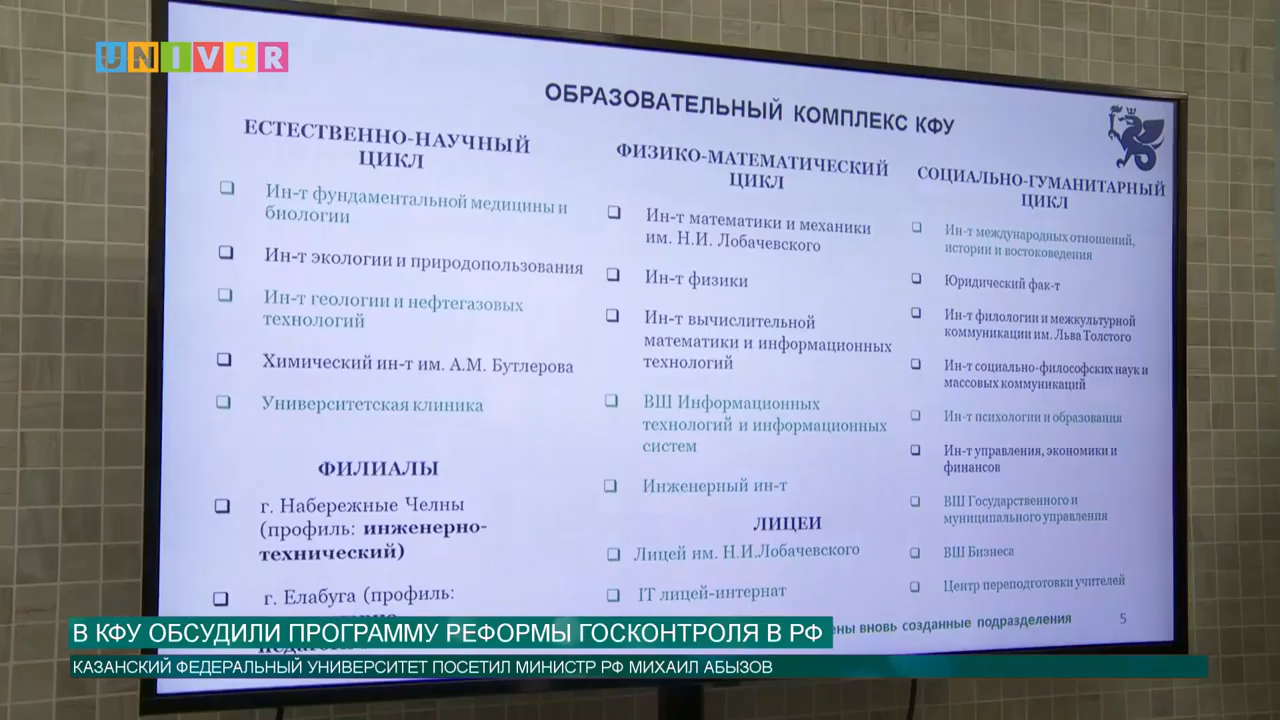 UNIVER
ОБРАЗОВАТЕЛЬНЫЙ КОМПЛЕКС КФУ
ЕСТЕСТВЕННО-НАУЧНЫЙ
ЦИКЛ
Ин-т фундаментальной медицины и
биологии
Ин-т экологии и природопользования
Ин-т геологии и нефтегазовых
технологий
Химический ин-т им. А.М. Бутлерова
Университетская клиника
ФИЛИАЛЫ
г. Набережные Челны
(профиль: инженерно-
технический)
г. Елабуга (профиль:
ФИЗИКО-МАТЕМАТИЧЕСКИЙ
ЦИКЛ
Ин-т математики и механики
им. Н.И. Лобачевского
Ин-т физики
Ин-т вычислительной
математики и информационных
технологий
ВШ Информационных
технологий и информационных
систем
Инженерный ин-т
ЛИЦЕИ
Лицей им. Н.И.Лобачевского
IT лицей-интернат
СОЦИАЛЬНО-ГУМАНИТАРНЫЙ
ЦИКЛ
Ин-т международных отношений,
истории и востоковедения
Юридический фак-т
Ин-т филологии и межкультурной
коммуникации им. Льва Толстого
Ин-т социально-философских наук и
массовых коммуникаций
Ин-т психологии и образования
Ин-т управления, экономики и
финансов
ВШ Государственного и
муниципального управления
ВШ Бизнеса
Центр переподготовки учителей
вновь созданные подразделения
5
В КФУ ОБСУДИЛИ ПРОГРАММУ РЕФОРМЫ ГОСКОНТРОЛЯ В РФ
КАЗАНСКИЙ ФЕДЕРАЛЬНЫЙ УНИВЕРСИТЕТ ПОСЕТИЛ МИНИСТР РФ МИХАИЛ АБЫЗОВ